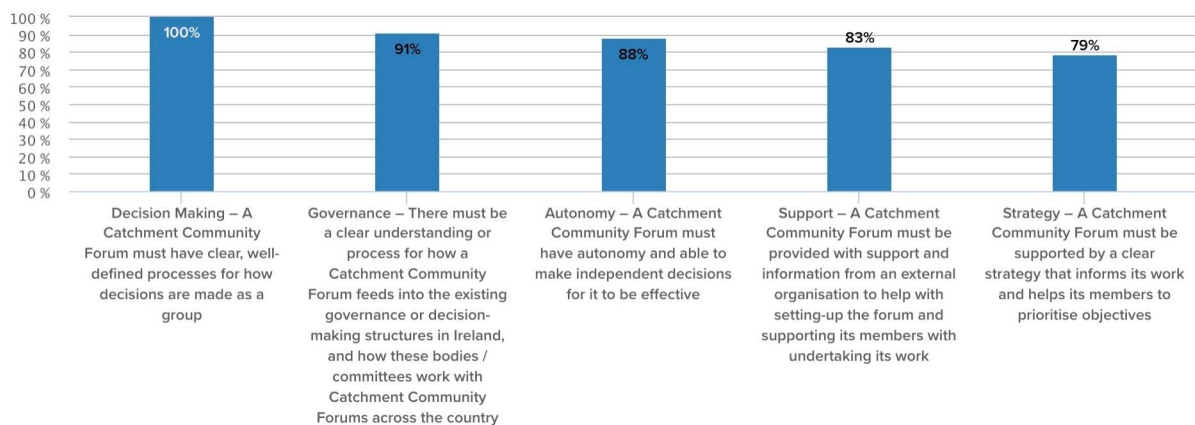 100 %
90 %
80 %
70 %
60 %
50 %
40 %
30 %
20 %
10 %
0 %
100%
91%
88%
83%
79%
Decision Making – A
Catchment Community
Forum must have clear, well-
defined processes for how
decisions are made as a
group
Governance – There must be
a clear understanding or
process for how a
Catchment Community
Forum feeds into the existing
governance or decision-
making structures in Ireland,
and how these bodies /
committees work with
Catchment Community
Forums across the country
Autonomy – A Catchment
Community Forum must
have autonomy and able to
make independent decisions
for it to be effective
Support – A Catchment
Community Forum must be
provided with support and
information from an external
organisation to help with
setting-up the forum and
supporting its members with
undertaking its work
Strategy – A Catchment
Community Forum must be
supported by a clear
strategy that informs its work
and helps its members to
prioritise objectives